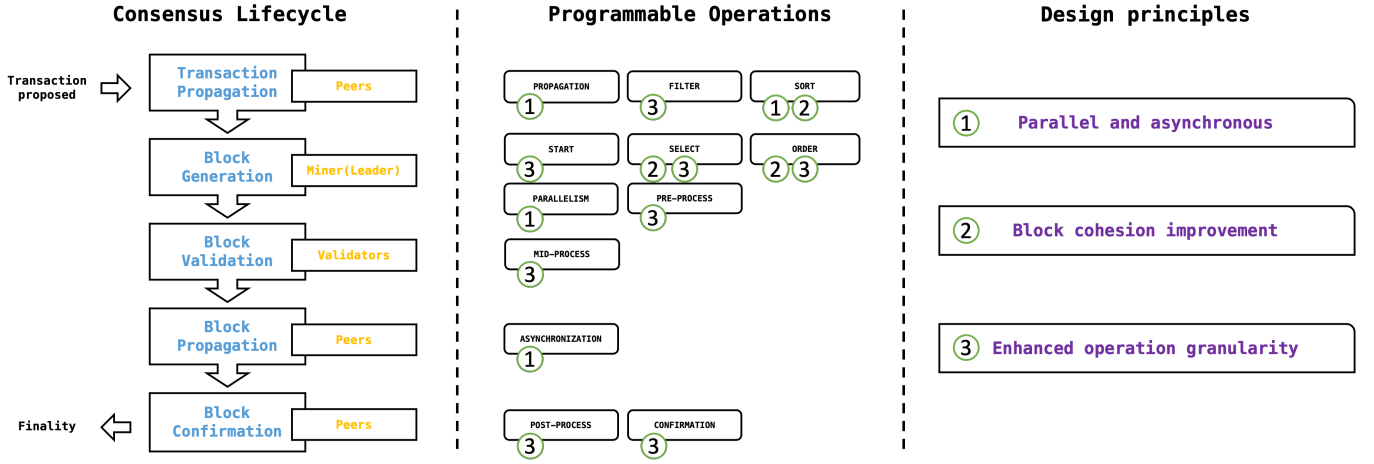 Consensus Lifecycle
Transaction
proposed
Transaction
Propagation
Peers
Block
Generation
Miner(Leader)
Block
Validation
Validators
Block
Propagation
Peers
Finality
Block
Confirmation
Peers
Programmable Operations
PROPAGATION
1
FILTER
3
SORT
1 2
START
3
SELECT
2 3
ORDER
2 3
PARALLELISM
1
PRE-PROCESS
3
MID-PROCESS
3
ASYNCHRONIZATION
1
POST-PROCESS
3
CONFIRMATION
3
Design principles
1 Parallel and asynchronous
2 Block cohesion improvement
3 Enhanced operation granularity